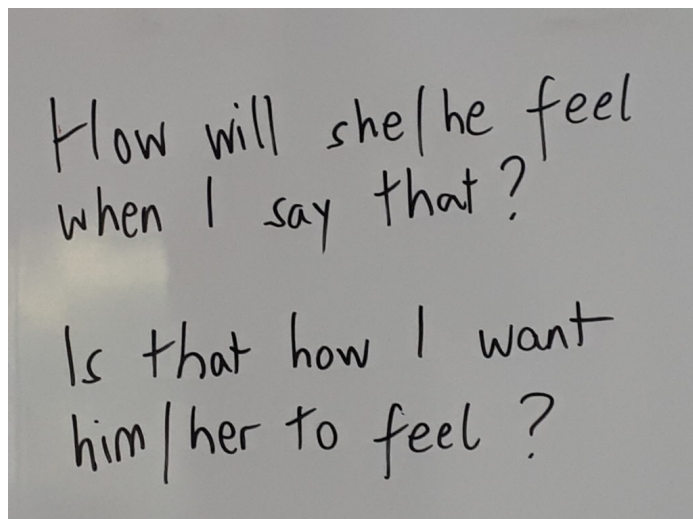 How will she/he feel
when I say that?
Is that how I want
him/her to feel?